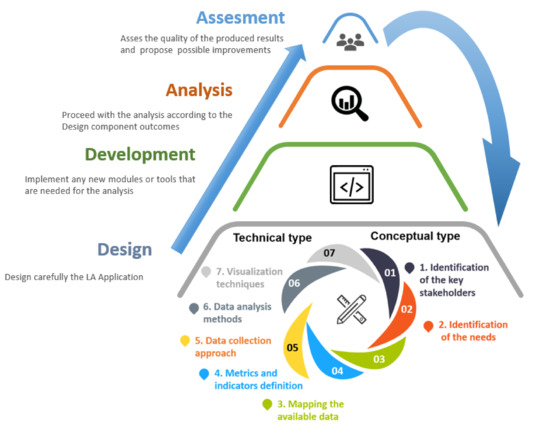 Assesment
Asses the quality of the produced results
and propose possible improvements
Analysis
Proceed with the analysis according to the
Design component outcomes
Development
Implement any new modules or tools that
are needed for the analysis
</>
Design
Design carefully the LA Application
Technical type
Conceptual type
07
01
02
03
04
05
06
1. Identification
of the key
stakeholders
2. Identification
of the needs
3. Mapping the
available data
4. Metrics and
indicators definition
5. Data collection
approach
6. Data analysis
methods
7. Visualization
techniques